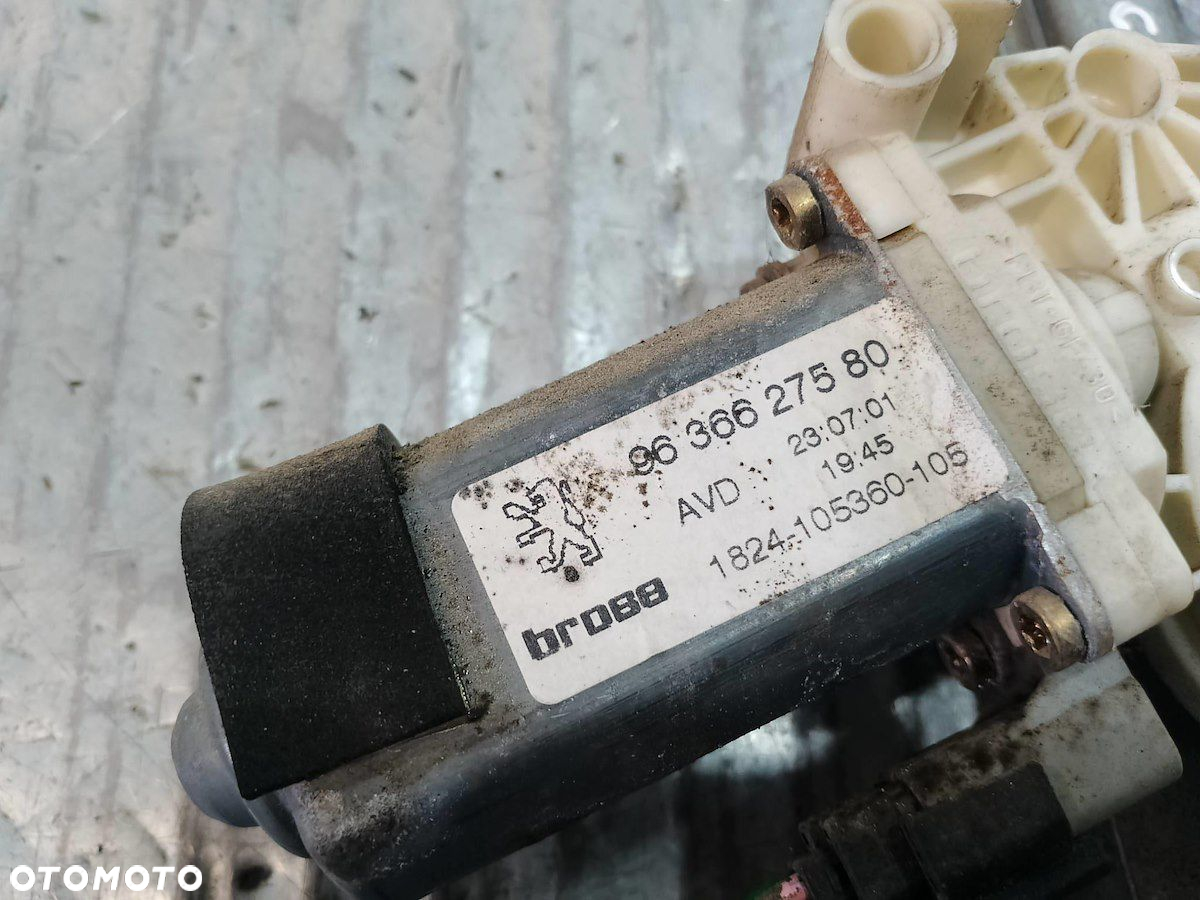 96 366 275 80
AVD 23:07:01
19.45
brose
1824-105360-105
OTOMOTO